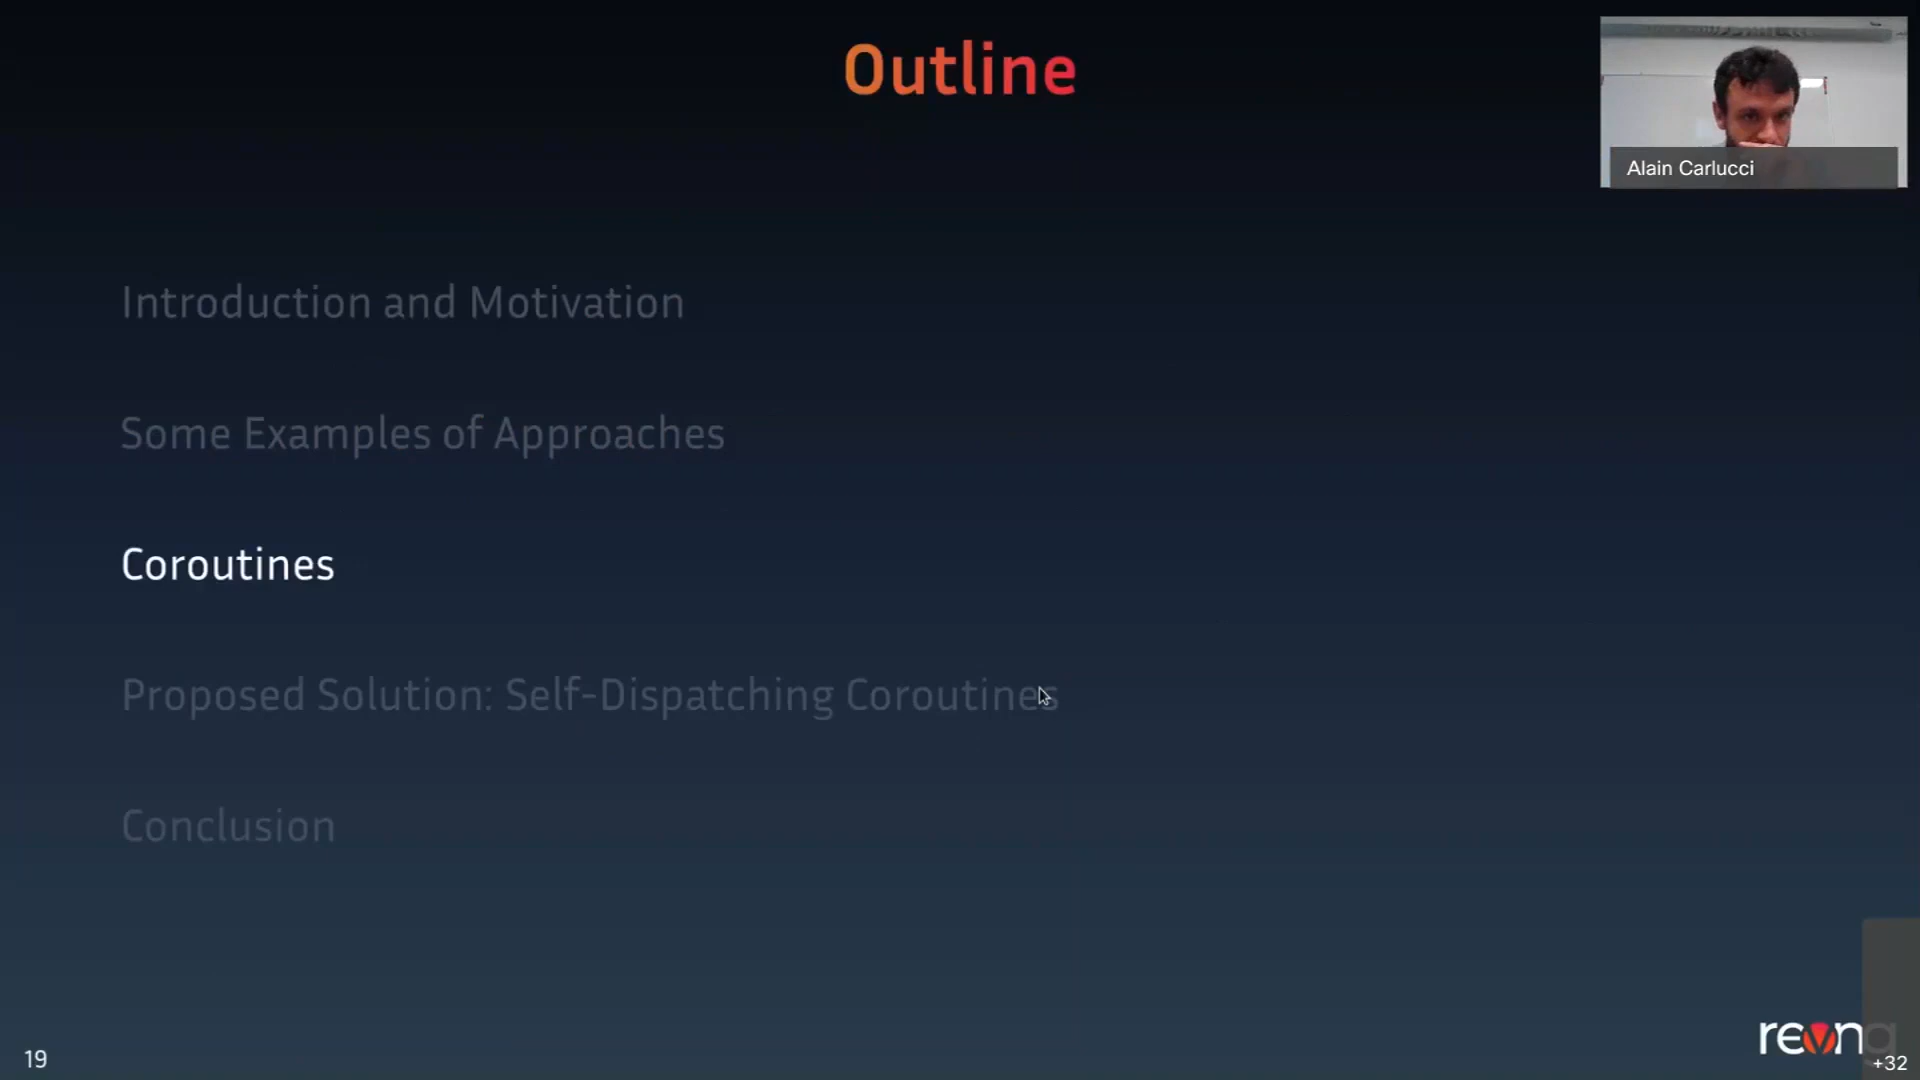 Outline
Alain Carlucci
Introduction and Motivation
Some Examples of Approaches
Coroutines
Proposed Solution: Self-Dispatching Coroutines
Conclusion
revng
19
+32